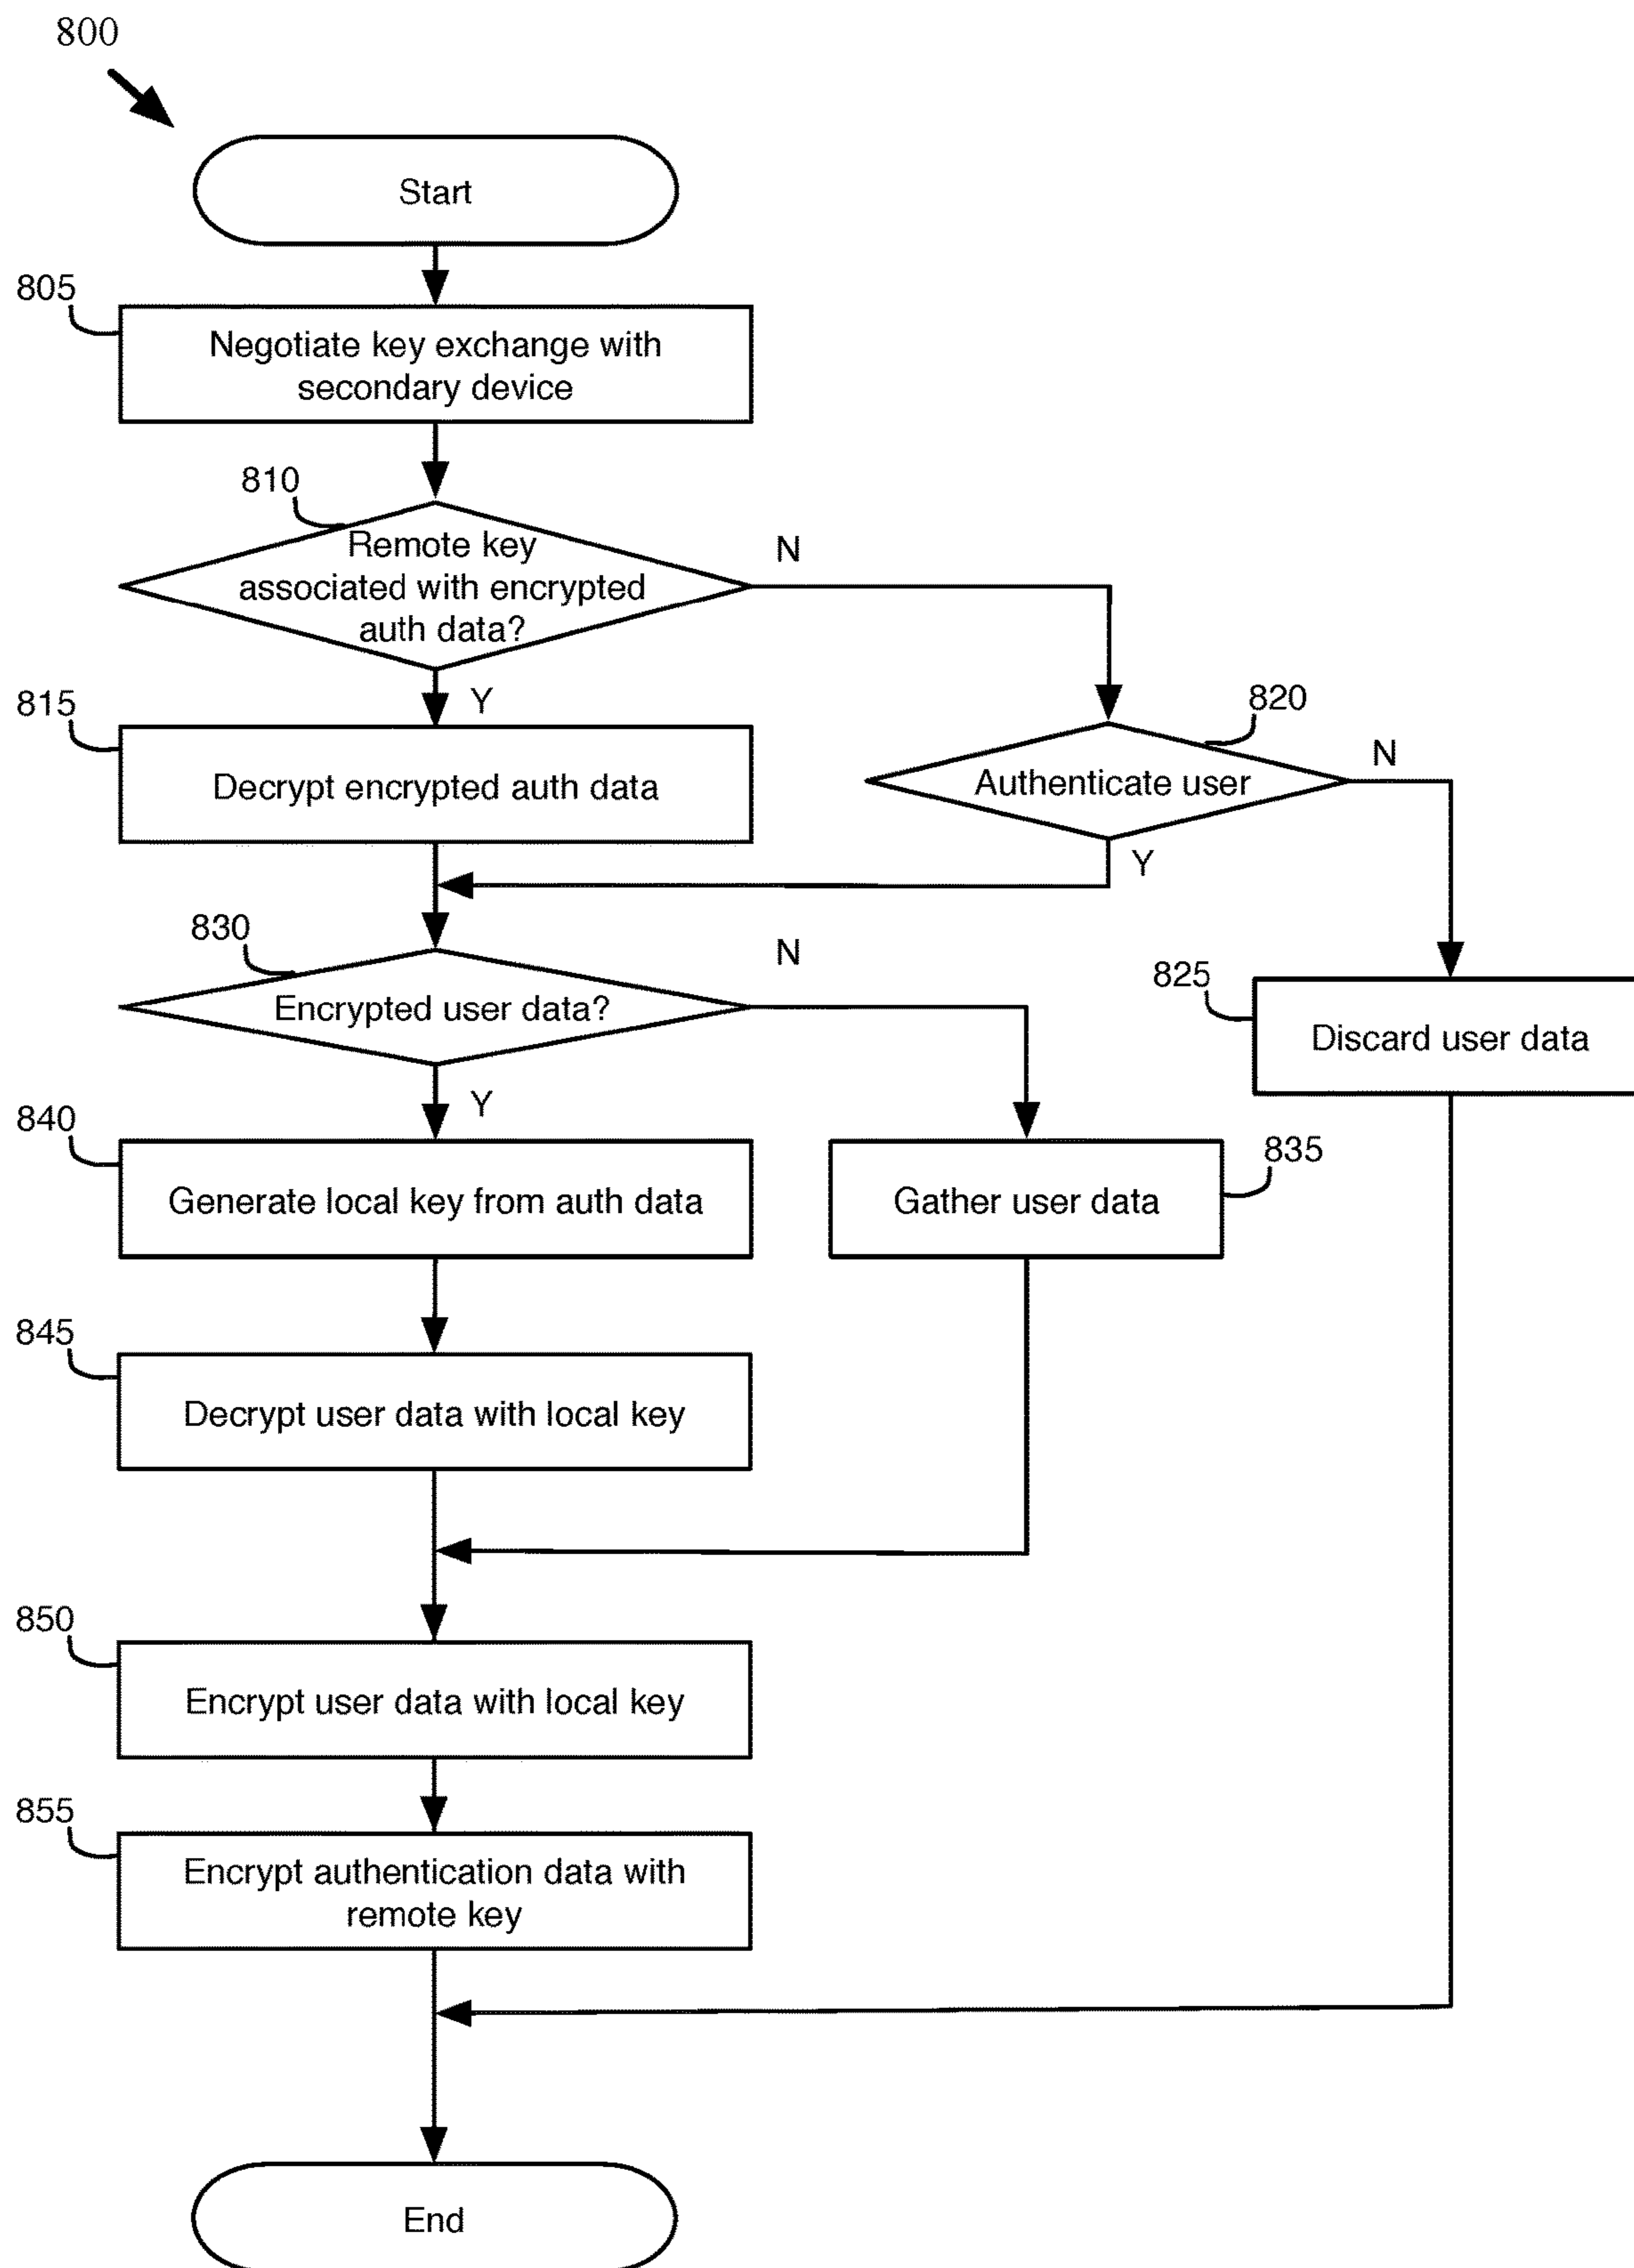 800
Start
805
Negotiate key exchange with
secondary device
810
Remote key
associated with encrypted
auth data?
N
Y
815
Decrypt encrypted auth data
820
Authenticate user
N
Y
830
Encrypted user data?
N
Y
825
Discard user data
840
Generate local key from auth data
835
Gather user data
845
Decrypt user data with local key
850
Encrypt user data with local key
855
Encrypt authentication data with
remote key
End